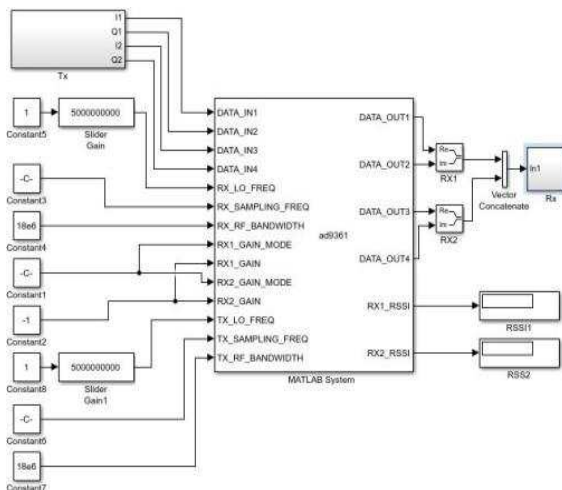 I1
Q1
I2
Q2
Tx
1
Constant5
5000000000
Slider
Gain
-C-
Constant3
18e6
Constant4
-C-
Constant1
-1
Constant2
1
Constant8
5000000000
Slider
Gain1
-C-
Constant6
18e6
Constant7
DATA_IN1
DATA_IN2
DATA_IN3
DATA_IN4
RX_LO_FREQ
RX_SAMPLING_FREQ
RX_RF_BANDWIDTH
RX1_GAIN_MODE
RX1_GAIN
RX2_GAIN_MODE
RX2_GAIN
TX_LO_FREQ
TX_SAMPLING_FREQ
TX_RF_BANDWIDTH
ad9361
DATA_OUT1
DATA_OUT2
DATA_OUT3
DATA_OUT4
RX1_RSSI
RX2_RSSI
MATLAB System
Re
Im
RX1
Re
Im
RX2
Vector
Concatenate
In1
Rx
RSSI1
RSS2